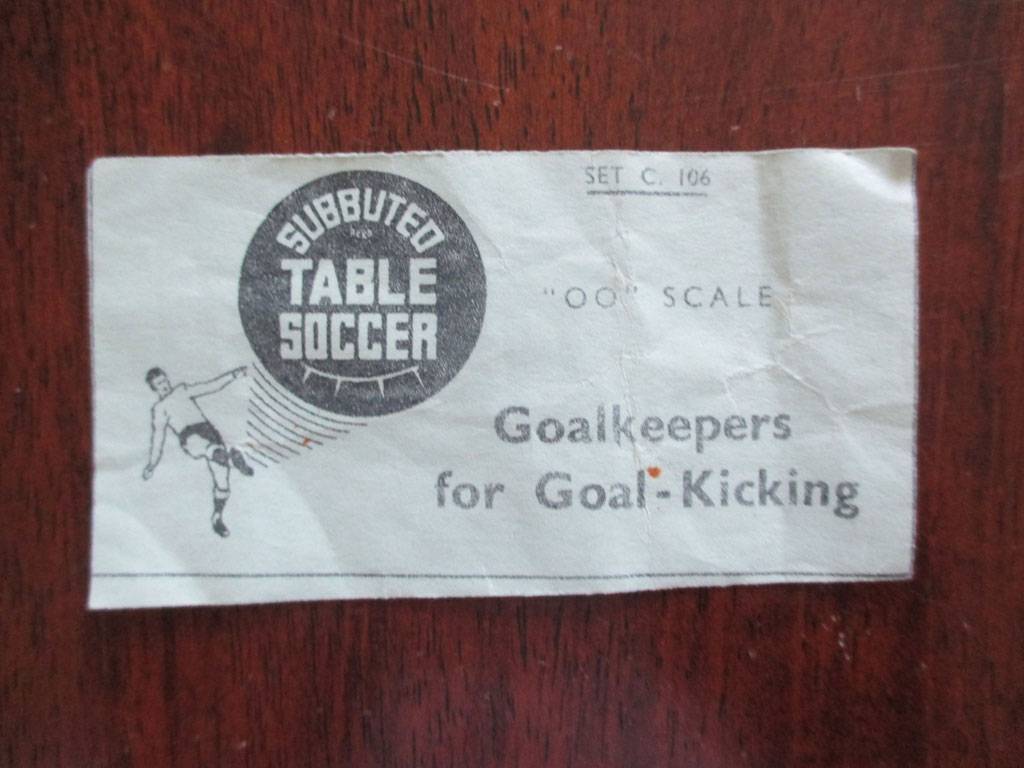 SUBBUTEO
TABLE
SOCCER
SET C. 106
"OO" SCALE
Goalkeepers
for Goal-Kicking